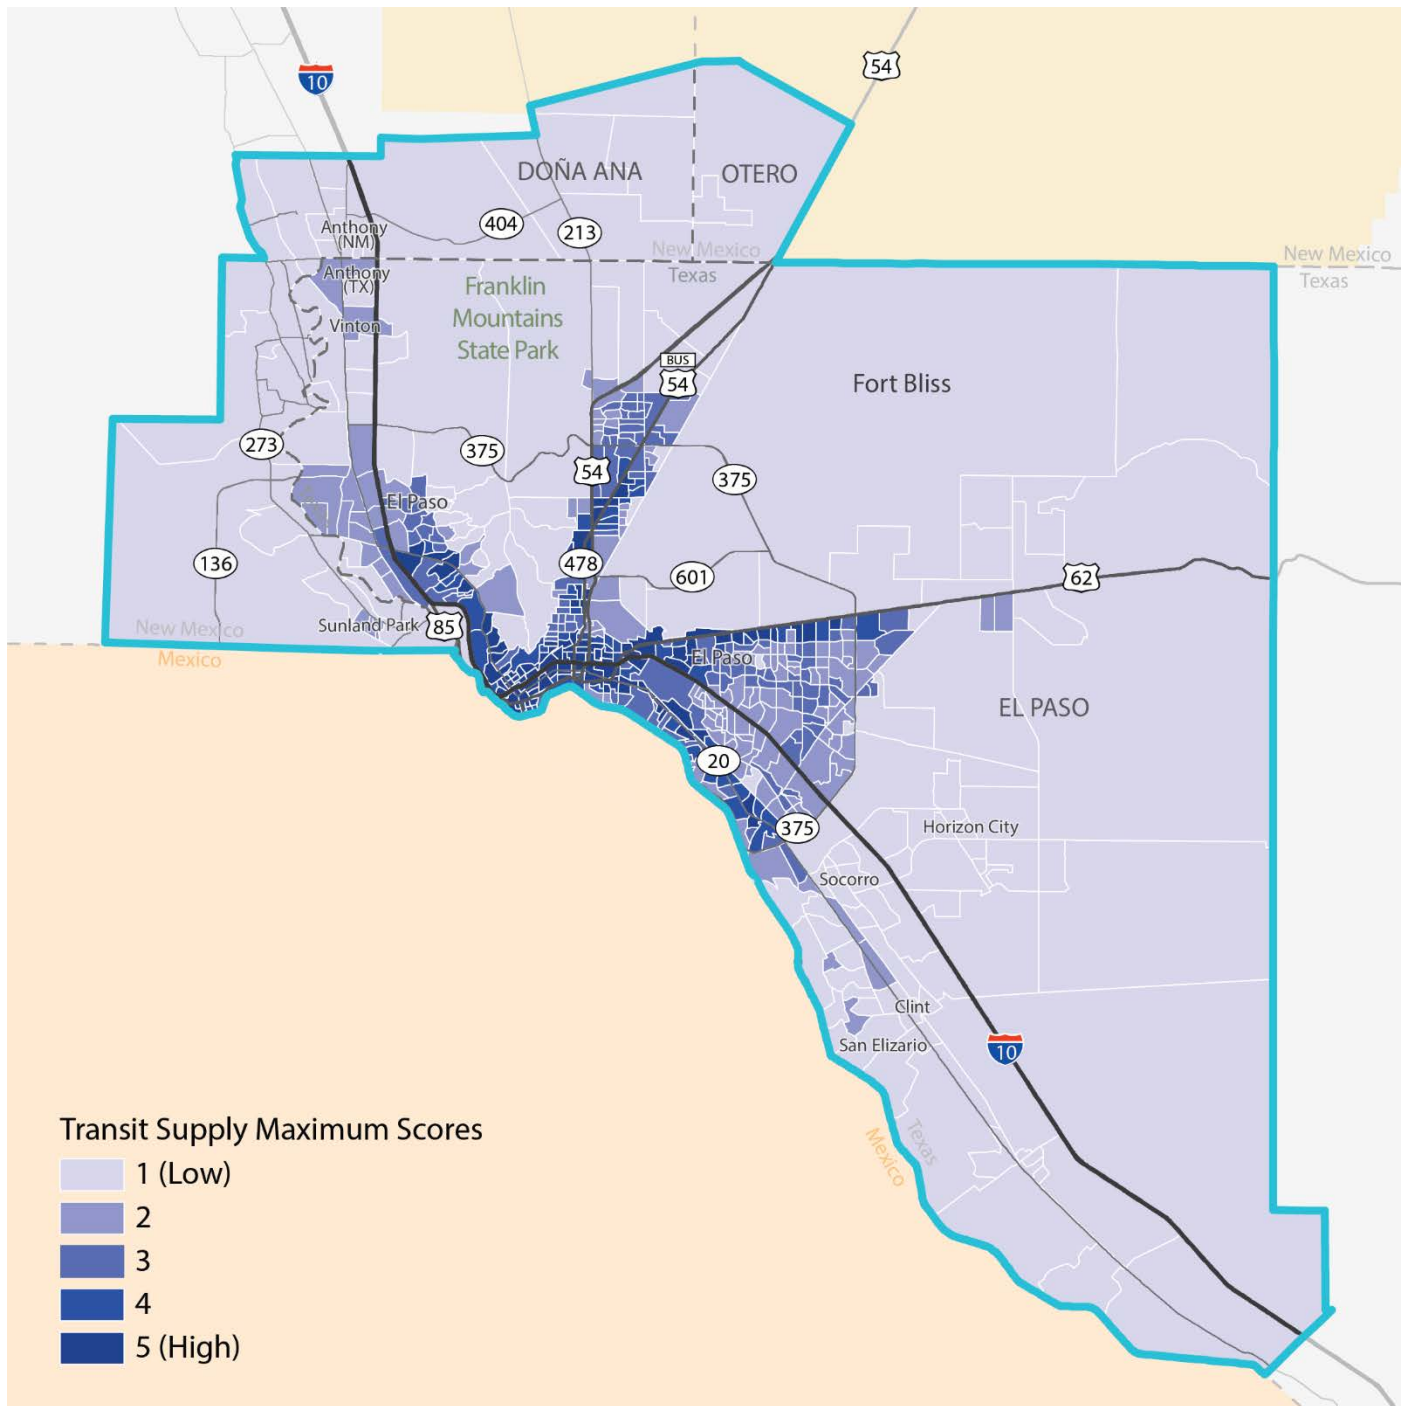 54
10
DOÑA ANA
OTERO
404
213
Anthony
(NM)
New Mexico
Texas
New Mexico
Texas
Anthony
(TX)
Franklin
Mountains
State Park
Vinton
BUS
54
Fort Bliss
273
375
54
375
El Paso
136
478
601
62
Sunland Park
85
New Mexico
Mexico
El Paso
EL PASO
20
375
Horizon City
Socorro
Clint
San Elizario
10
Texas
Mexico
Transit Supply Maximum Scores
1 (Low)
2
3
4
5 (High)